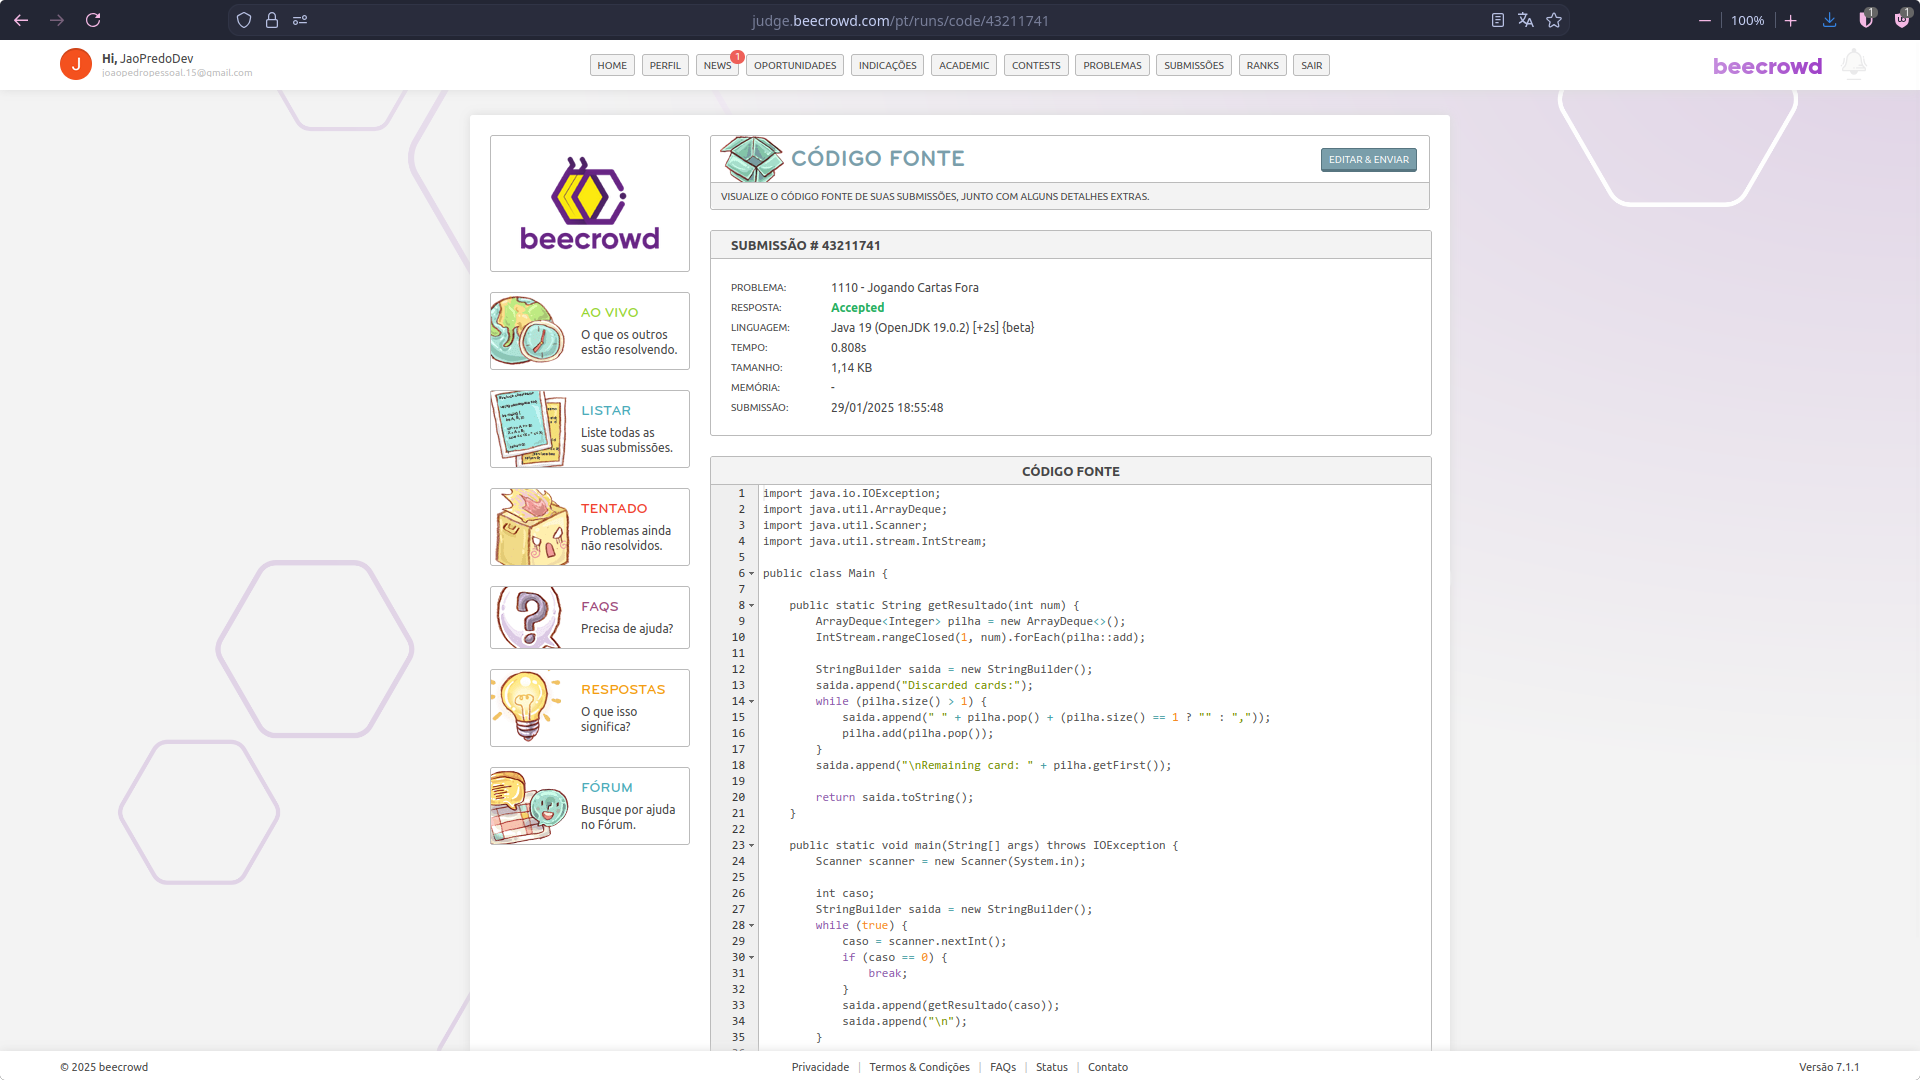 judge.beecrowd.com/pt/runs/code/43211741
100%
1
1
J
Hi, JaoPredoDev
joaopedropessoal.15@gmail.com
HOME
PERFIL
NEWS
1
OPORTUNIDADES
INDICAÇÕES
ACADEMIC
CONTESTS
PROBLEMAS
SUBMISSÕES
RANKS
SAIR
beecrowd
beecrowd
AO VIVO
O que os outros
estão resolvendo.
LISTAR
Liste todas as
suas submissões.
TENTADO
Problemas ainda
não resolvidos.
FAQS
Precisa de ajuda?
RESPOSTAS
O que isso
significa?
FÓRUM
Busque por ajuda
no Fórum.
CÓDIGO FONTE
EDITAR & ENVIAR
VISUALIZE O CÓDIGO FONTE DE SUAS SUBMISSÕES, JUNTO COM ALGUNS DETALHES EXTRAS.
SUBMISSÃO # 43211741
PROBLEMA: 1110 - Jogando Cartas Fora
RESPOSTA: Accepted
LINGUAGEM: Java 19 (OpenJDK 19.0.2) [+2s] {beta}
TEMPO: 0.808s
TAMANHO: 1,14 KB
MEMÓRIA: -
SUBMISSÃO: 29/01/2025 18:55:48
CÓDIGO FONTE
1 import java.io.IOException;
2 import java.util.ArrayDeque;
3 import java.util.Scanner;
4 import java.util.stream.IntStream;
5
6 public class Main {
7
8     public static String getResultado(int num) {
9         ArrayDeque<Integer> pilha = new ArrayDeque<>();
10         IntStream.rangeClosed(1, num).forEach(pilha::add);
11
12         StringBuilder saida = new StringBuilder();
13         saida.append("Discarded cards:");
14         while (pilha.size() > 1) {
15             saida.append(" " + pilha.pop() + (pilha.size() == 1 ? "" : ","));
16             pilha.add(pilha.pop());
17         }
18         saida.append("\nRemaining card: " + pilha.getFirst());
19
20         return saida.toString();
21     }
22
23     public static void main(String[] args) throws IOException {
24         Scanner scanner = new Scanner(System.in);
25
26         int caso;
27         StringBuilder saida = new StringBuilder();
28         while (true) {
29             caso = scanner.nextInt();
30             if (caso == 0) {
31                 break;
32             }
33             saida.append(getResultado(caso));
34             saida.append("\n");
35         }
© 2025 beecrowd
Privacidade | Termos & Condições | FAQs | Status | Contato
Versão 7.1.1